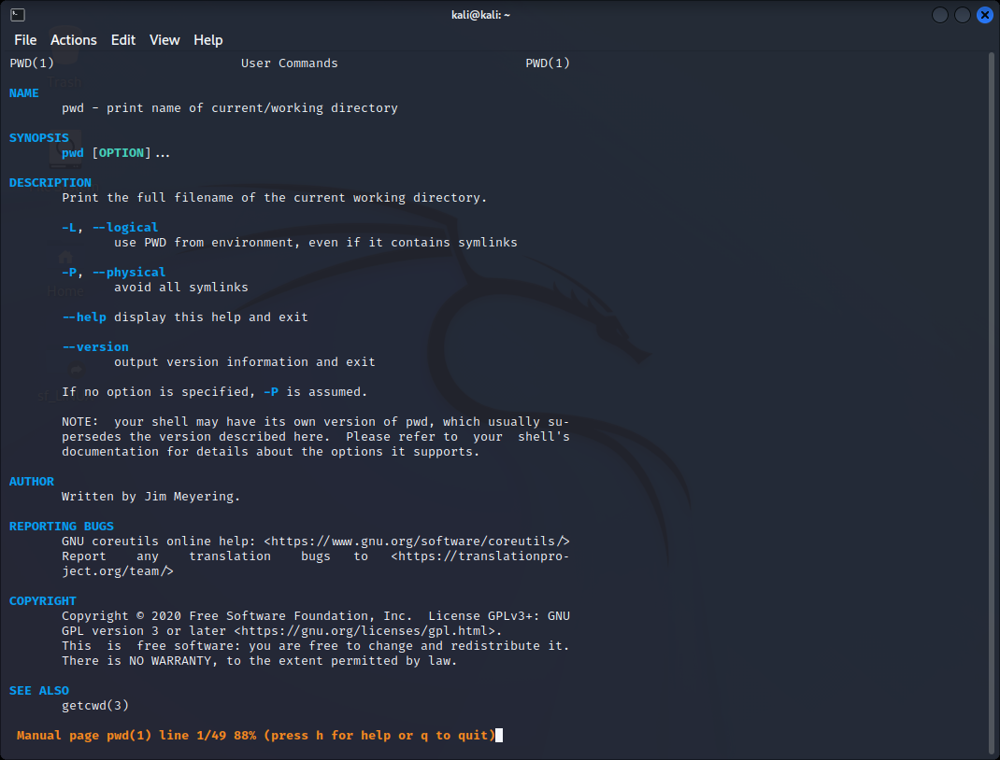 kali@kali: ~
File Actions Edit View Help
PWD(1) User Commands PWD(1)
NAME
pwd - print name of current/working directory
SYNOPSIS
pwd [OPTION]...
DESCRIPTION
Print the full filename of the current working directory.
-L, --logical
use PWD from environment, even if it contains symlinks
-P, --physical
avoid all symlinks
--help display this help and exit
--version
output version information and exit
If no option is specified, -P is assumed.
NOTE: your shell may have its own version of pwd, which usually su-
persedes the version described here. Please refer to your shell's
documentation for details about the options it supports.
AUTHOR
Written by Jim Meyering.
REPORTING BUGS
GNU coreutils online help: <https://www.gnu.org/software/coreutils/>
Report any translation bugs to <https://translationpro-
ject.org/team/>
COPYRIGHT
Copyright © 2020 Free Software Foundation, Inc. License GPLv3+: GNU
GPL version 3 or later <https://gnu.org/licenses/gpl.html>.
This is free software: you are free to change and redistribute it.
There is NO WARRANTY, to the extent permitted by law.
SEE ALSO
getcwd(3)
Manual page pwd(1) line 1/49 88% (press h for help or q to quit)
Trash
Home